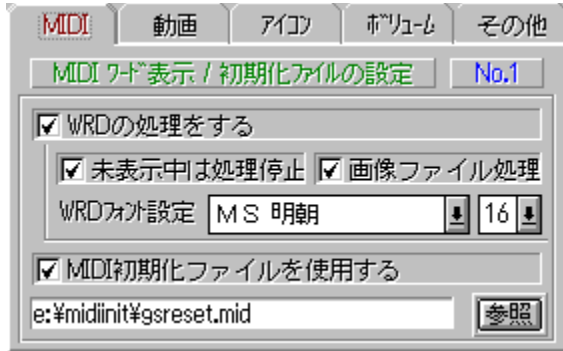 MIDI 動画 ｱｲｺﾝ ﾎﾞﾘｭｰﾑ その他
MIDI ﾜｰﾄﾞ表示 / 初期化ﾌｧｲﾙの設定 No.1
WRDの処理をする
未表示中は処理停止 画像ファイル処理
WRDﾌｫﾝﾄ設定 ＭＳ 明朝 16
MIDI初期化ファイルを使用する
e:¥midiinit¥gsreset.mid 参照